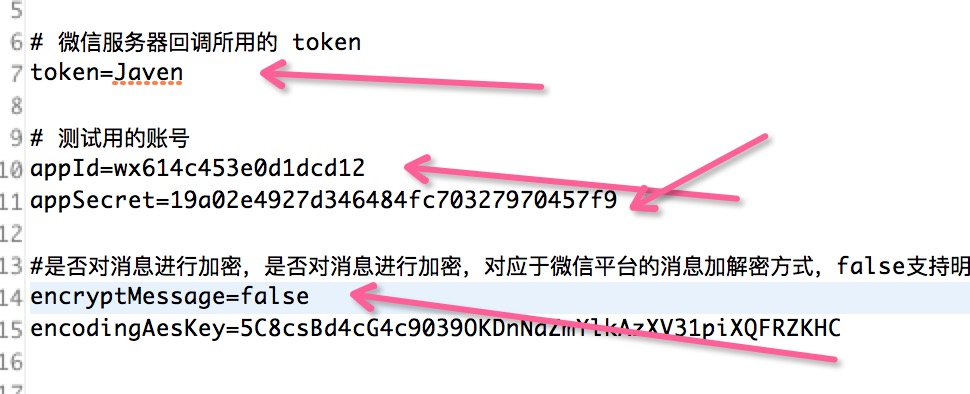 5
6 # 微信服务器回调所用的 token
7 token=Javen
8
9 # 测试用的账号
10 appId=wx614c453e0d1dcd12
11 appSecret=19a02e4927d346484fc70327970457f9
12
13 #是否对消息进行加密，是否对消息进行加密，对应于微信平台的消息加解密方式，false支持明
14 encryptMessage=false
15 encodingAesKey=5C8csBd4cG4c9039OKDnNaZmYlkAzXV31piXQFRZKHC
16
17